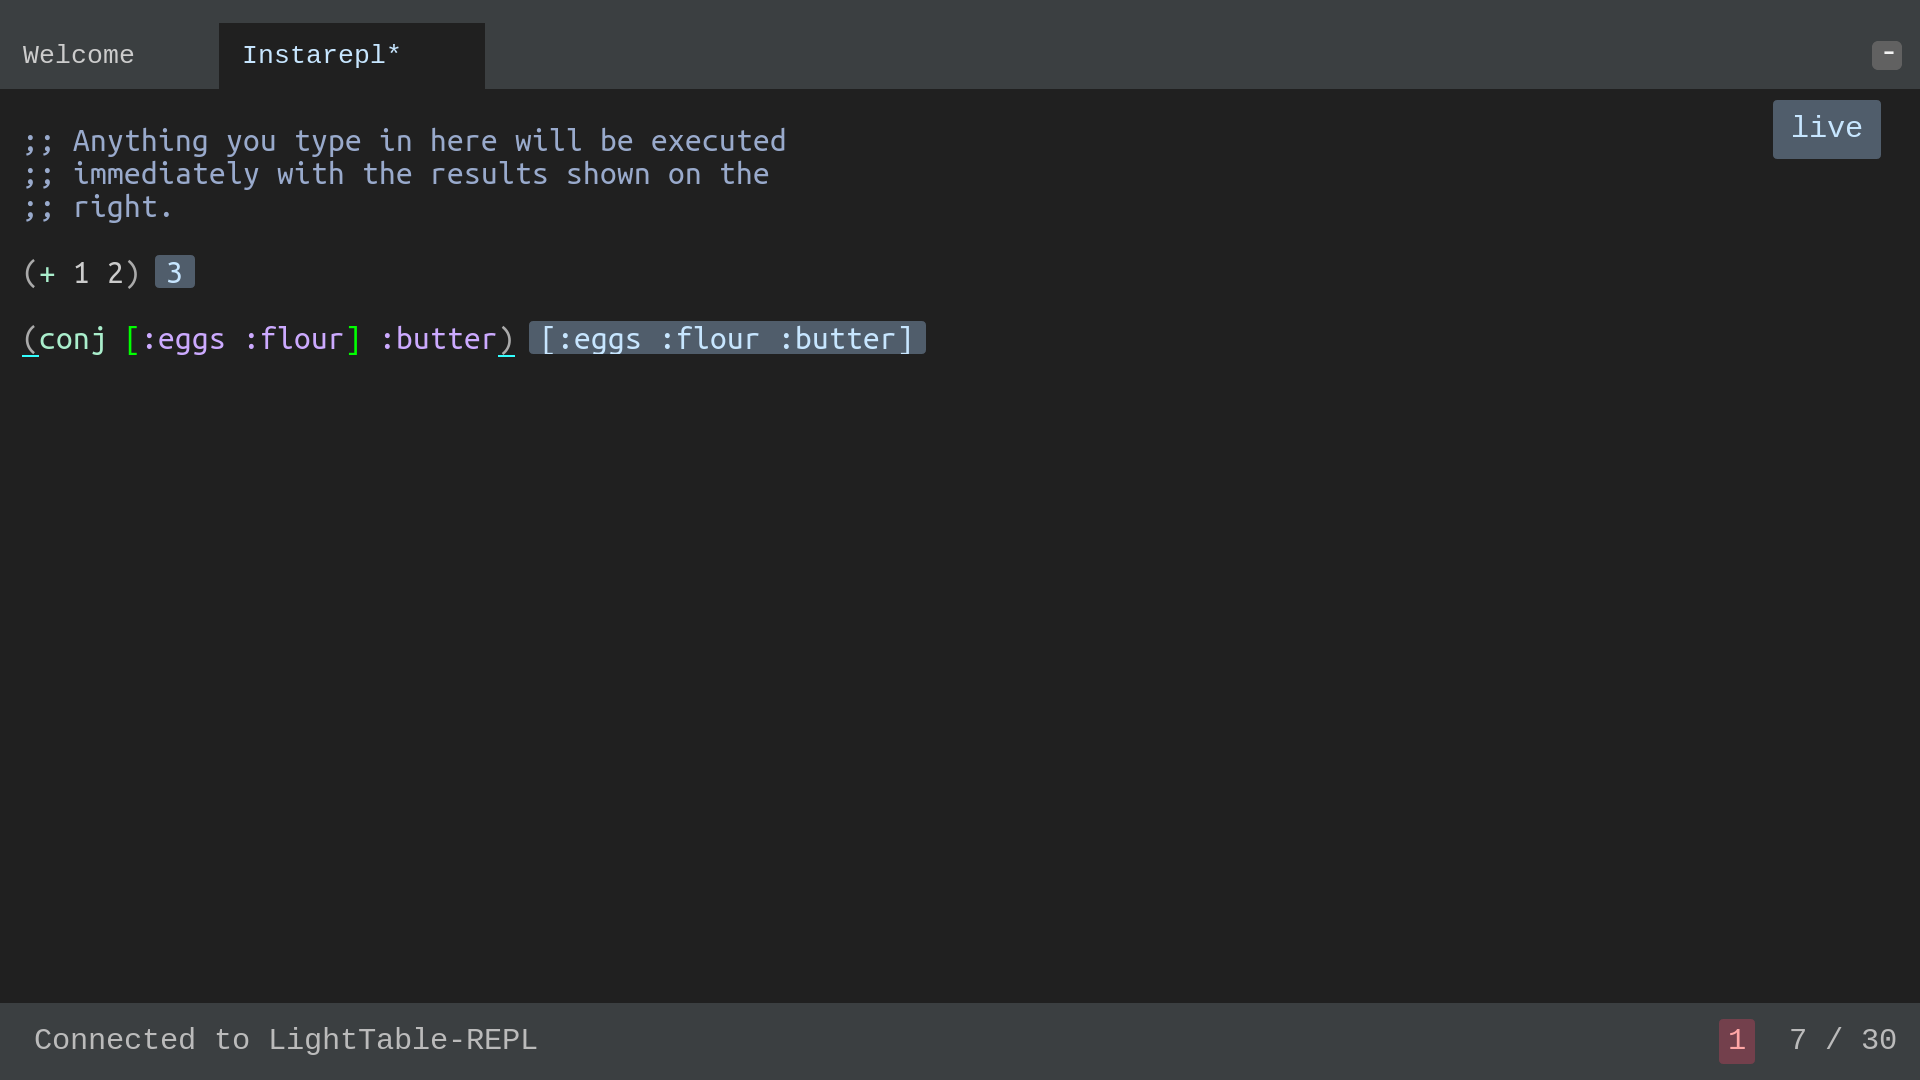 Welcome Instarepl* -
live
;; Anything you type in here will be executed
;; immediately with the results shown on the
;; right.
(+ 1 2) 3
(conj [:eggs :flour] :butter) [:eggs :flour :butter]
Connected to LightTable-REPL 1 7 / 30